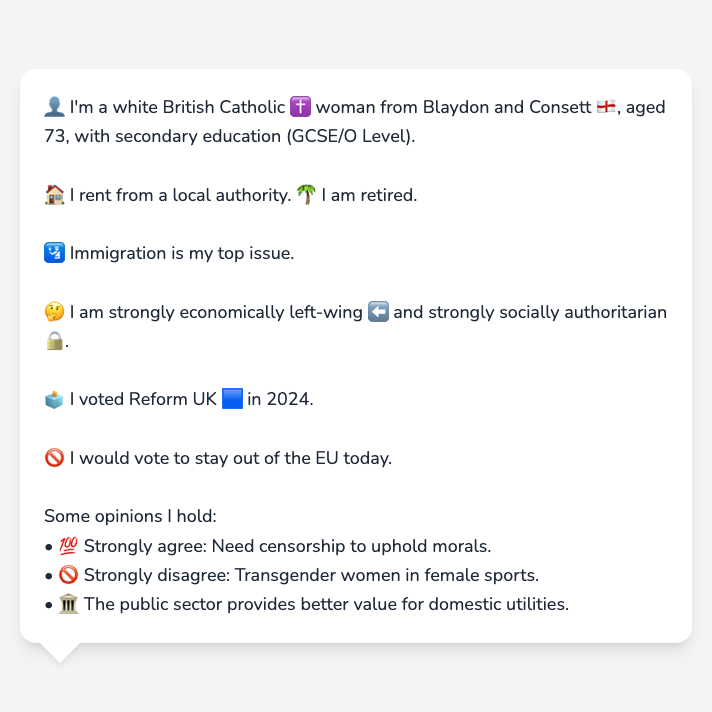 👤 I'm a white British Catholic ✝️ woman from Blaydon and Consett 🏴󠁧󠁢󠁥󠁮󠁧󠁿, aged
73, with secondary education (GCSE/O Level).
🏠 I rent from a local authority. 🌴 I am retired.
🛂 Immigration is my top issue.
🤔 I am strongly economically left-wing ⬅️ and strongly socially authoritarian
🔒.
🗳️ I voted Reform UK 🟦 in 2024.
🚫 I would vote to stay out of the EU today.
Some opinions I hold:
• 💯 Strongly agree: Need censorship to uphold morals.
• 🚫 Strongly disagree: Transgender women in female sports.
• 🏛️ The public sector provides better value for domestic utilities.